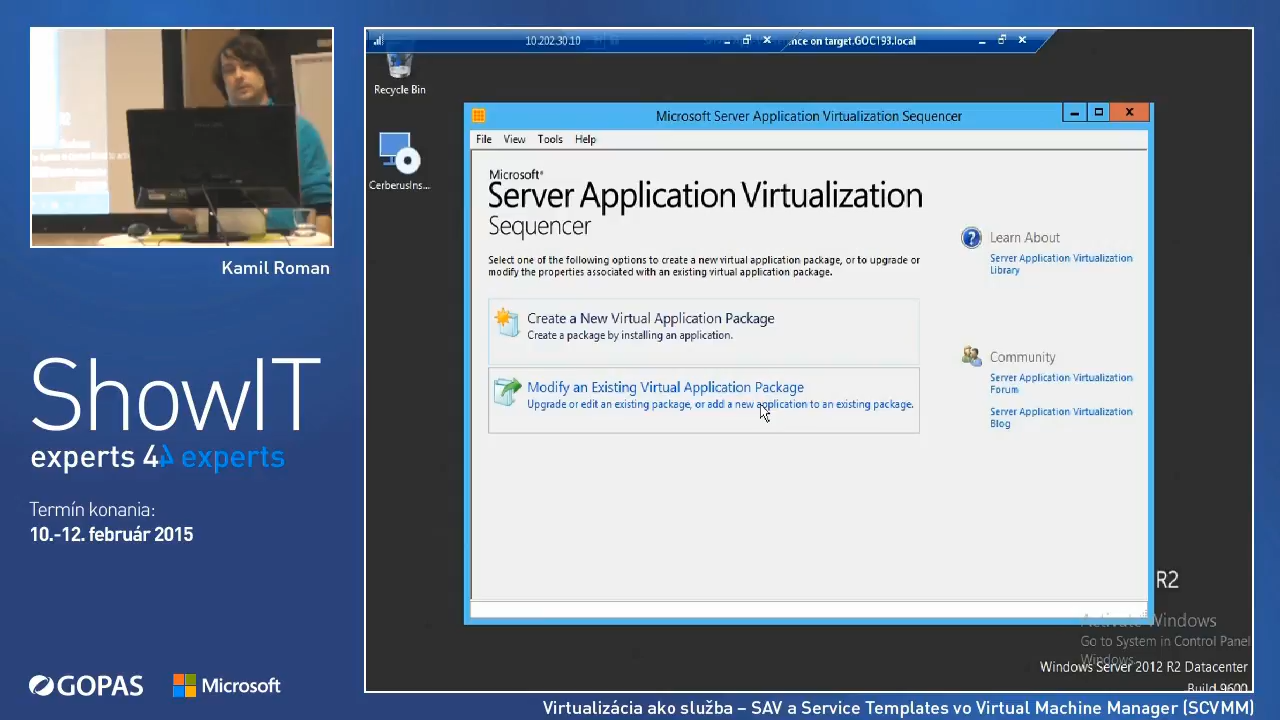 Kamil Roman
ShowIT
experts 4 experts
Termín konania:
10.-12. február 2015
GOPAS
Microsoft
10.202.30.10
nce on target.GOC193.local
Recycle Bin
CerberusIns...
Microsoft Server Application Virtualization Sequencer
File View Tools Help
Microsoft®
Server Application Virtualization
Sequencer
Select one of the following options to create a new virtual application package, or to upgrade or
modify the properties associated with an existing virtual application package.
Create a New Virtual Application Package
Create a package by installing an application.
Modify an Existing Virtual Application Package
Upgrade or edit an existing package, or add a new application to an existing package.
Learn About
Server Application Virtualization
Library
Community
Server Application Virtualization
Forum
Server Application Virtualization
Blog
R2
Activate Windows
Go to System in Control Panel
Windows.
Windows Server 2012 R2 Datacenter
Build 9600
Virtualizácia ako služba – SAV a Service Templates vo Virtual Machine Manager (SCVMM)